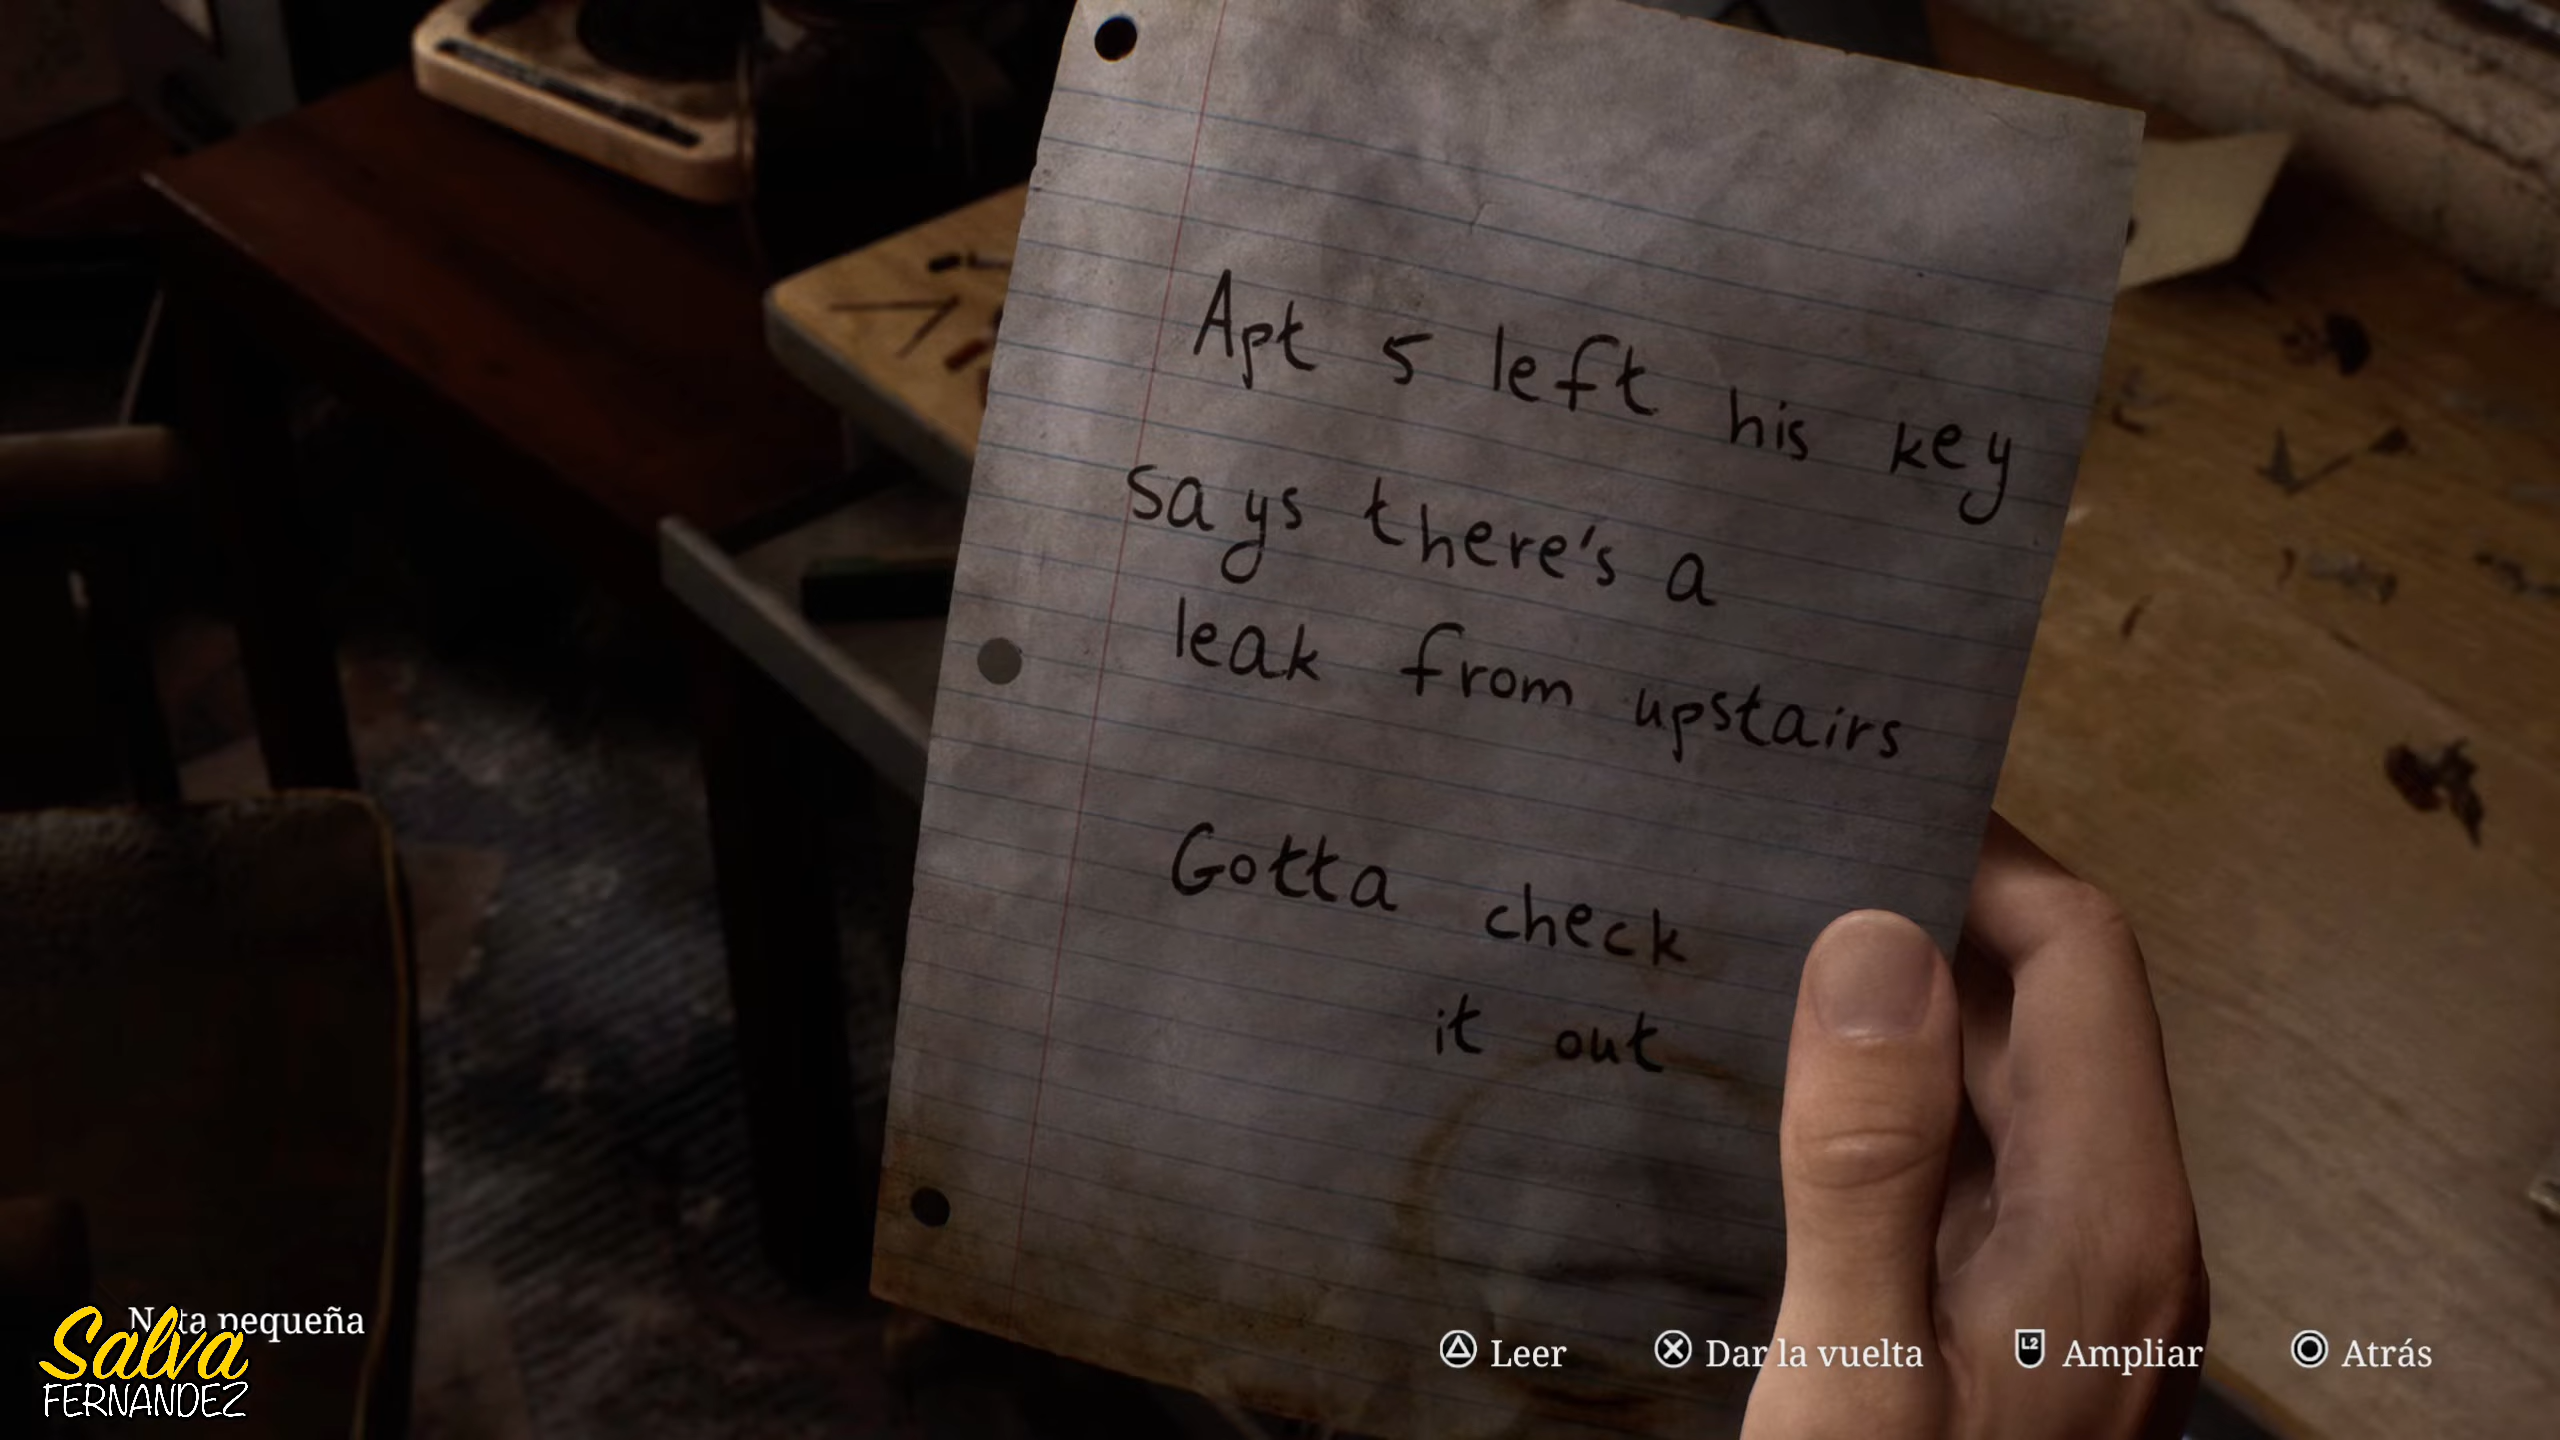 Apt 5 left his key
says there's a
leak from upstairs
Gotta check
it out
Nota pequeña
Salva
FERNANDEZ
L2
Leer
Dar la vuelta
Ampliar
Atrás